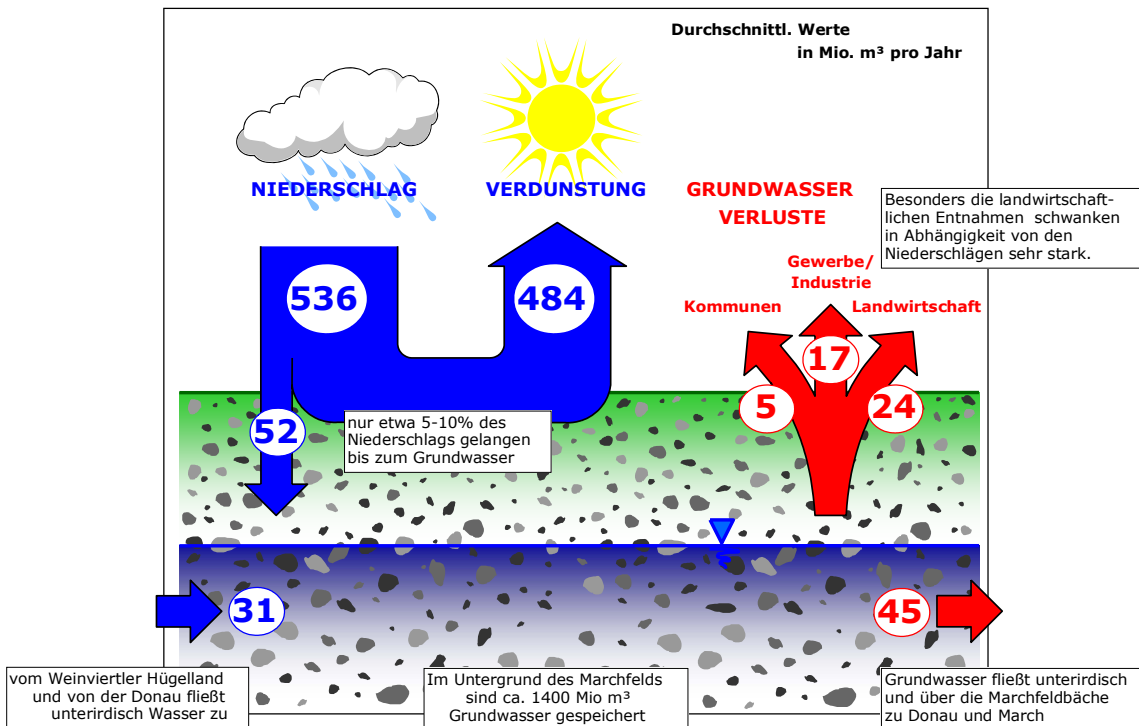 Durchschnittl. Werte
in Mio. m³ pro Jahr
NIEDERSCHLAG
VERDUNSTUNG
GRUNDWASSER
VERLUSTE
Besonders die landwirtschaft-
lichen Entnahmen schwanken
in Abhängigkeit von den
Niederschlägen sehr stark.
Gewerbe/
Industrie
Kommunen
Landwirtschaft
536
484
17
5
24
52
nur etwa 5-10% des
Niederschlags gelangen
bis zum Grundwasser
31
45
vom Weinviertler Hügelland
und von der Donau fließt
unterirdisch Wasser zu
Im Untergrund des Marchfelds
sind ca. 1400 Mio m³
Grundwasser gespeichert
Grundwasser fließt unterirdisch
und über die Marchfeldbäche
zu Donau und March